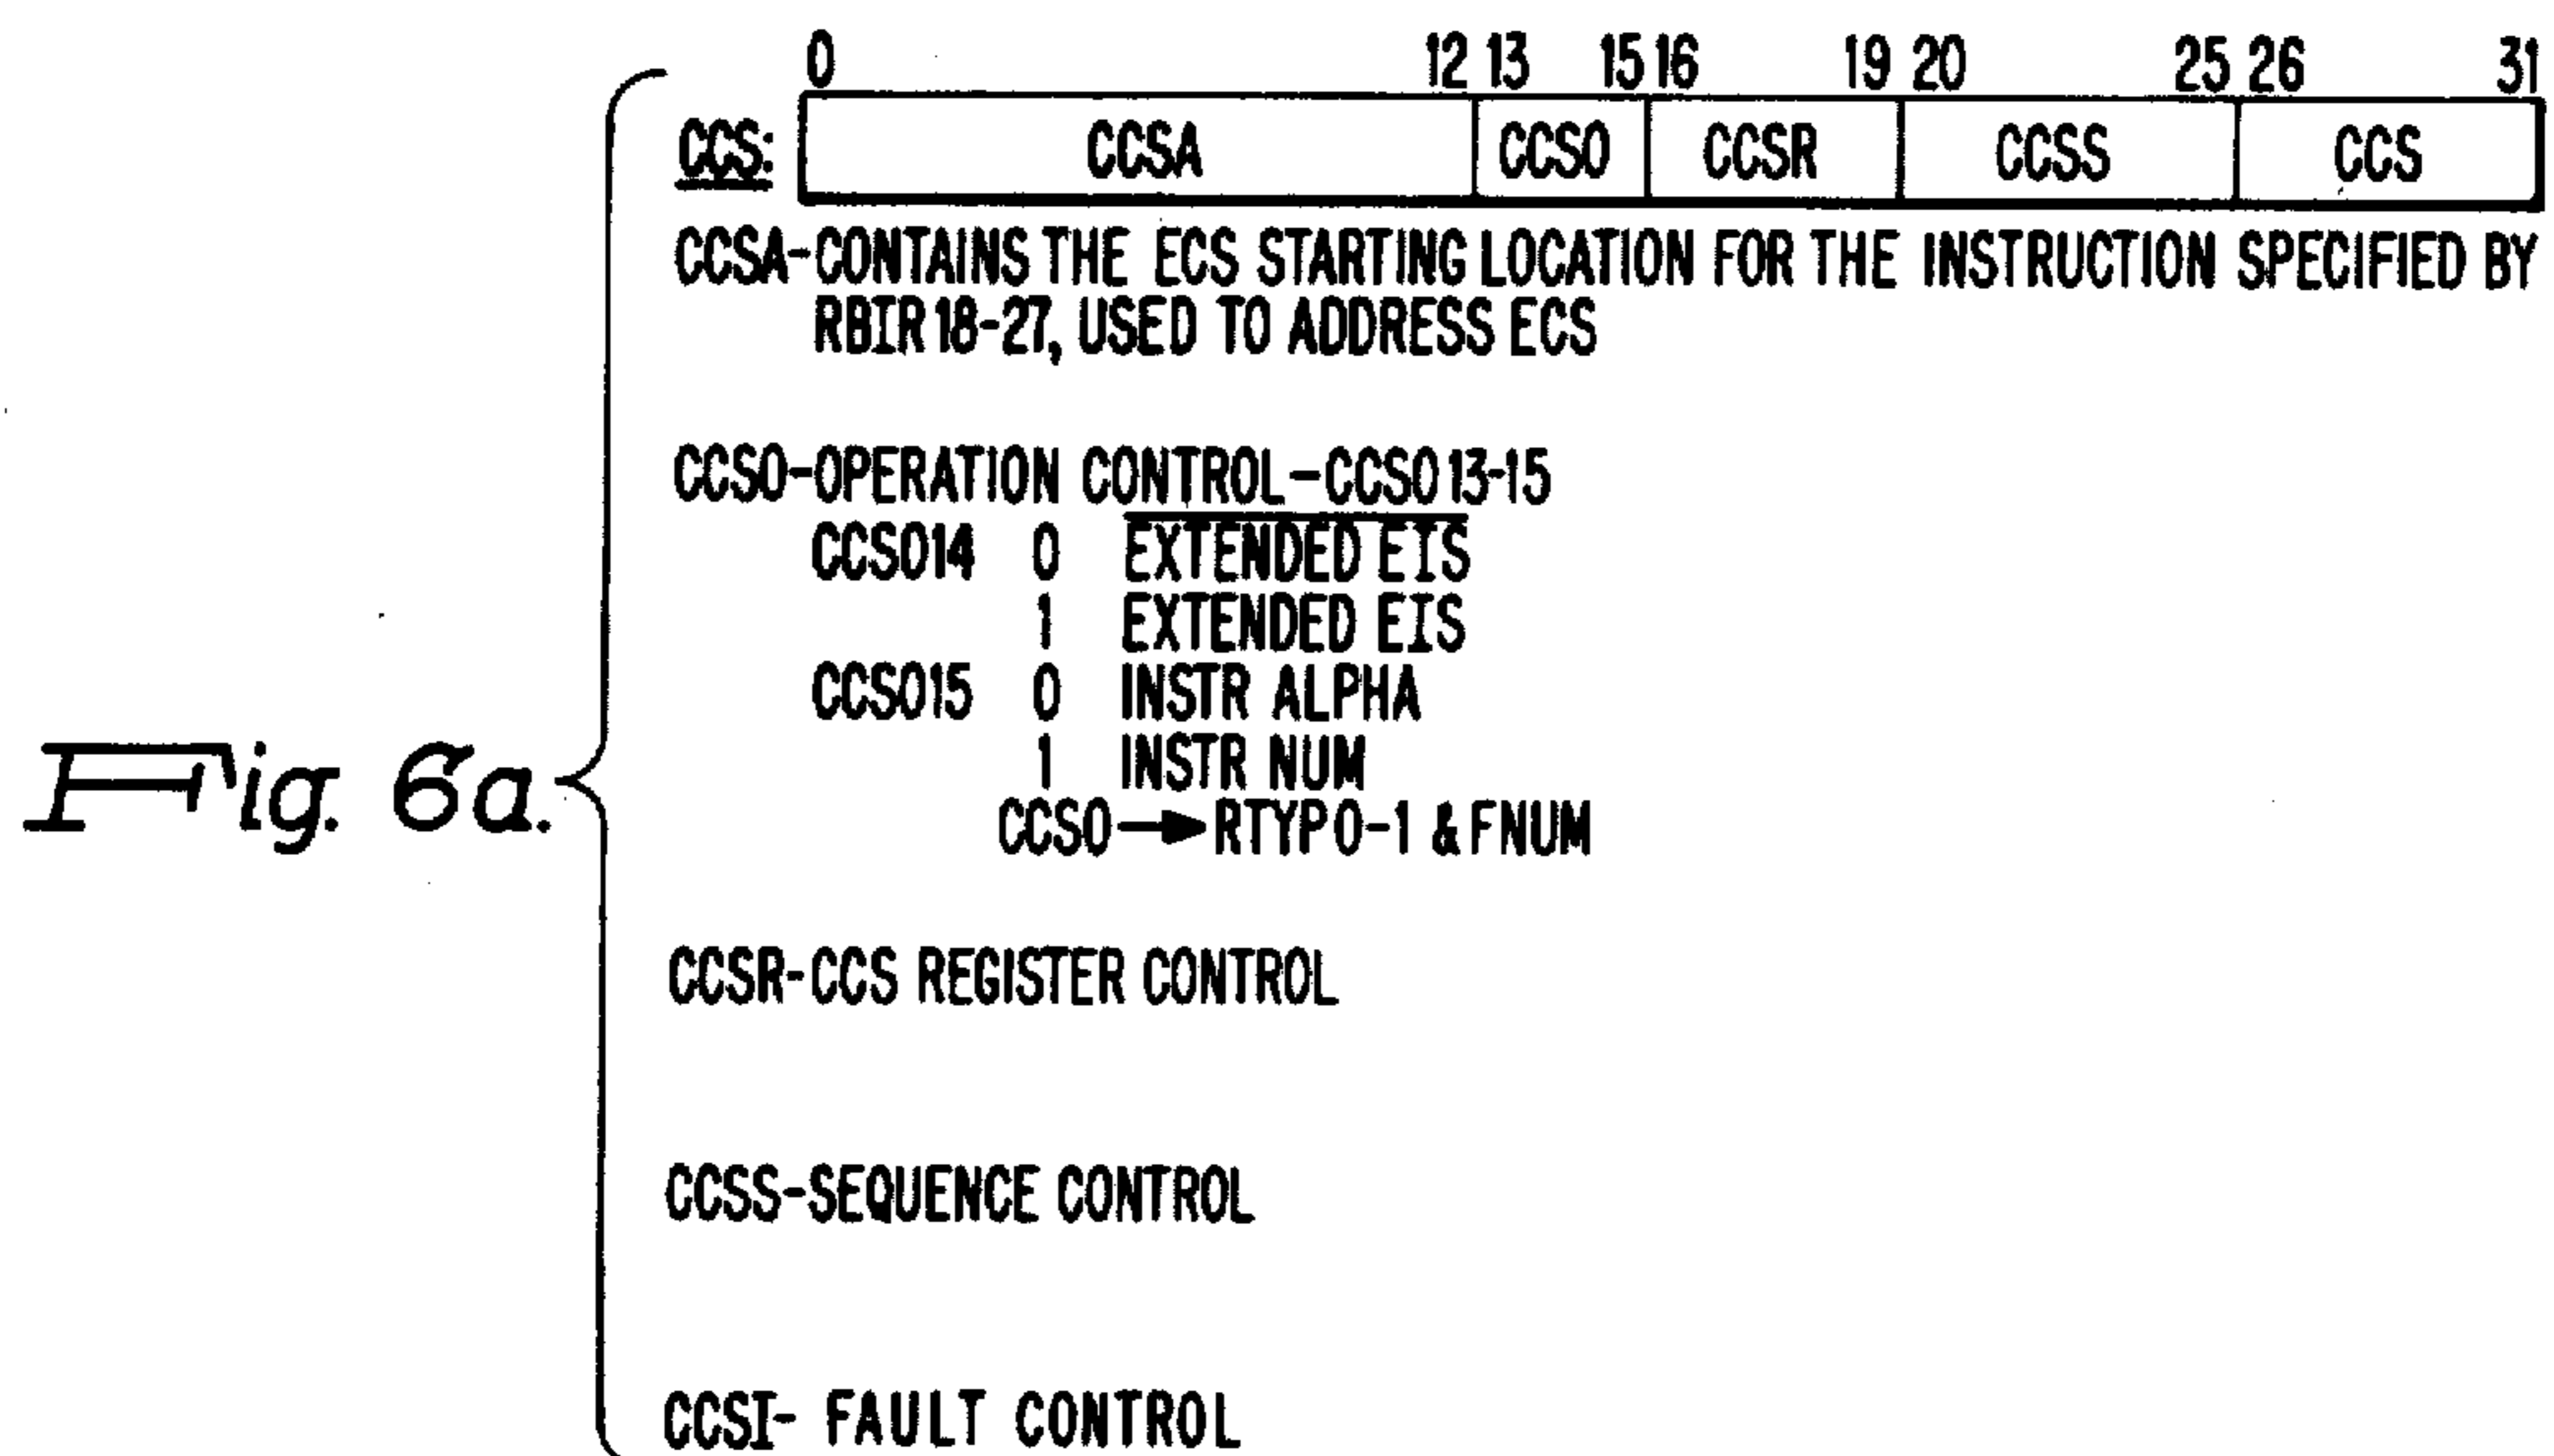 0 12 13 15 16 19 20 25 26 31
CCS: CCSA CCSO CCSR CCSS CCS
CCSA-CONTAINS THE ECS STARTING LOCATION FOR THE INSTRUCTION SPECIFIED BY
RBIR 18-27, USED TO ADDRESS ECS
CCSO-OPERATION CONTROL-CCSO 13-15
CCSO14 0 E̅X̅T̅E̅N̅D̅E̅D̅ E̅I̅S̅
1 EXTENDED EIS
CCSO15 0 INSTR ALPHA
1 INSTR NUM
CCSO→RTYP 0-1 & FNUM
Fig. 6a.
CCSR-CCS REGISTER CONTROL
CCSS-SEQUENCE CONTROL
CCSI- FAULT CONTROL